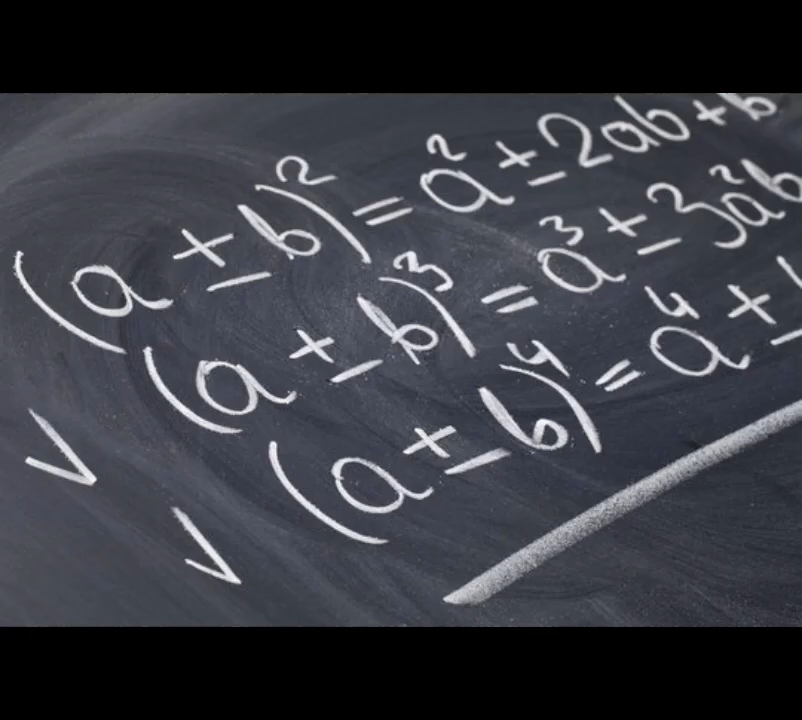 (a ± b)² = a² ± 2ab + b
(a ± b)³ = a³ ± 3a²b
(a ± b)⁴ = a⁴ ±